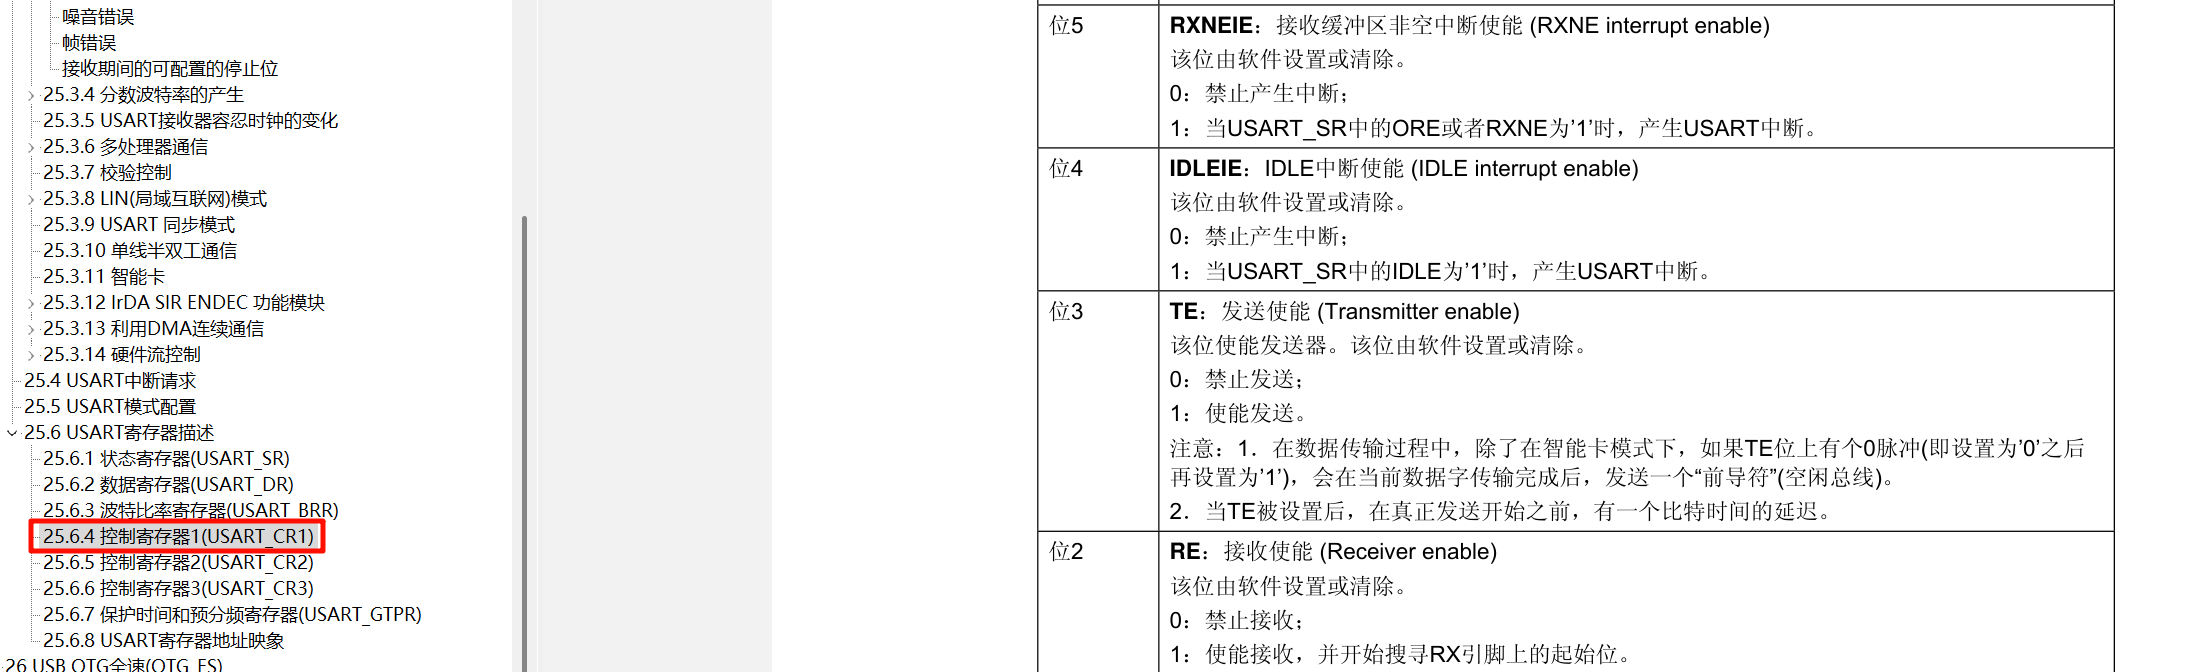 噪音错误
帧错误
接收期间的可配置的停止位
25.3.4 分数波特率的产生
25.3.5 USART接收器容忍时钟的变化
25.3.6 多处理器通信
25.3.7 校验控制
25.3.8 LIN(局域互联网)模式
25.3.9 USART 同步模式
25.3.10 单线半双工通信
25.3.11 智能卡
25.3.12 IrDA SIR ENDEC 功能模块
25.3.13 利用DMA连续通信
25.3.14 硬件流控制
25.4 USART中断请求
25.5 USART模式配置
25.6 USART寄存器描述
25.6.1 状态寄存器(USART_SR)
25.6.2 数据寄存器(USART_DR)
25.6.3 波特比率寄存器(USART_BRR)
25.6.4 控制寄存器1(USART_CR1)
25.6.5 控制寄存器2(USART_CR2)
25.6.6 控制寄存器3(USART_CR3)
25.6.7 保护时间和预分频寄存器(USART_GTPR)
25.6.8 USART寄存器地址映象
26 USB OTG全速(OTG_FS)
位5
RXNEIE：接收缓冲区非空中断使能 (RXNE interrupt enable)
该位由软件设置或清除。
0：禁止产生中断；
1：当USART_SR中的ORE或者RXNE为’1’时，产生USART中断。
位4
IDLEIE：IDLE中断使能 (IDLE interrupt enable)
该位由软件设置或清除。
0：禁止产生中断；
1：当USART_SR中的IDLE为’1’时，产生USART中断。
位3
TE：发送使能 (Transmitter enable)
该位使能发送器。该位由软件设置或清除。
0：禁止发送；
1：使能发送。
注意：1．在数据传输过程中，除了在智能卡模式下，如果TE位上有个0脉冲(即设置为’0’之后
再设置为’1’)，会在当前数据字传输完成后，发送一个“前导符”(空闲总线)。
2．当TE被设置后，在真正发送开始之前，有一个比特时间的延迟。
位2
RE：接收使能 (Receiver enable)
该位由软件设置或清除。
0：禁止接收；
1：使能接收，并开始搜寻RX引脚上的起始位。